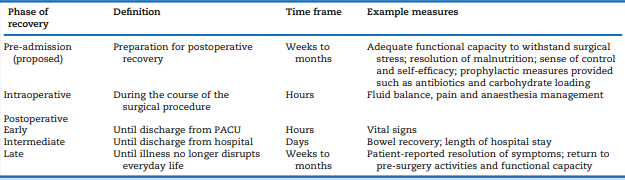 Phase of Definition Time frame Example measures
recovery
Pre-admission Preparation for postoperative Weeks to Adequate functional capacity to withstand surgical
(proposed) recovery months stress; resolution of malnutrition; sense of control
and self-efficacy; prophylactic measures provided
such as antibiotics and carbohydrate loading
Intraoperative During the course of the Hours Fluid balance, pain and anaesthesia management
surgical procedure
Postoperative
Early Until discharge from PACU Hours Vital signs
Intermediate Until discharge from hospital Days Bowel recovery; length of hospital stay
Late Until illness no longer disrupts Weeks to Patient-reported resolution of symptoms; return to
everyday life months pre-surgery activities and functional capacity